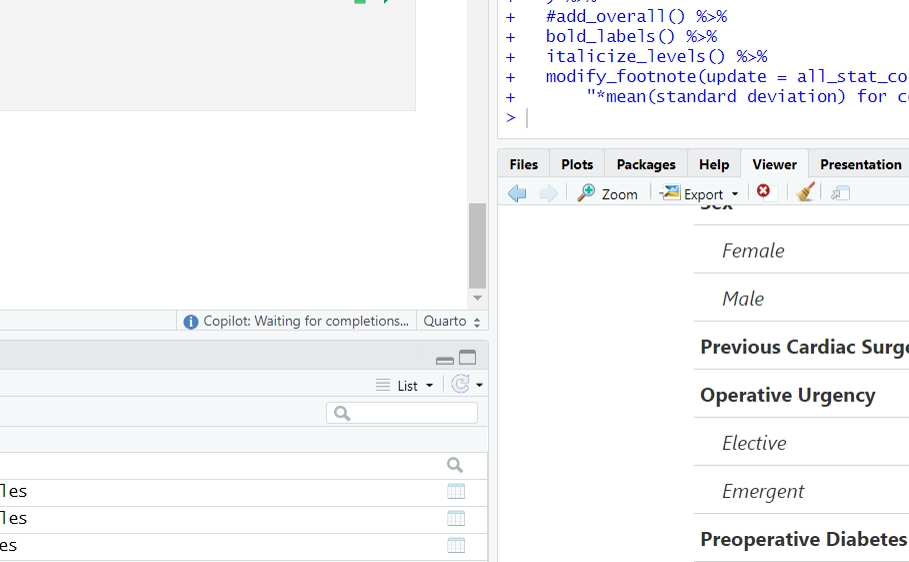 +   #add_overall() %>%
+   bold_labels() %>%
+   italicize_levels() %>%
+   modify_footnote(update = all_stat_co
+       "*mean(standard deviation) for c
>
Files Plots Packages Help Viewer Presentation
Zoom Export
Sex
Female
Male
Previous Cardiac Surge
Operative Urgency
Elective
Emergent
Preoperative Diabetes
Copilot: Waiting for completions... Quarto
List
les
les
es